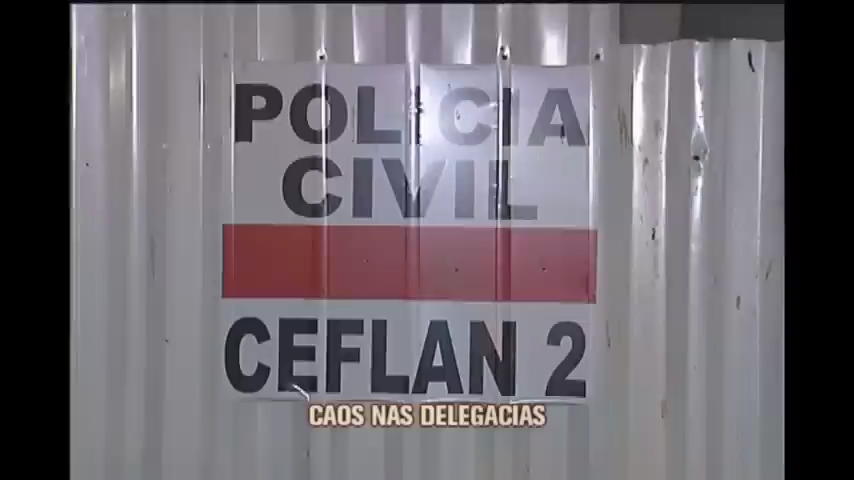 POLICIA
CIVIL
CEFLAN 2
CAOS NAS DELEGACIAS